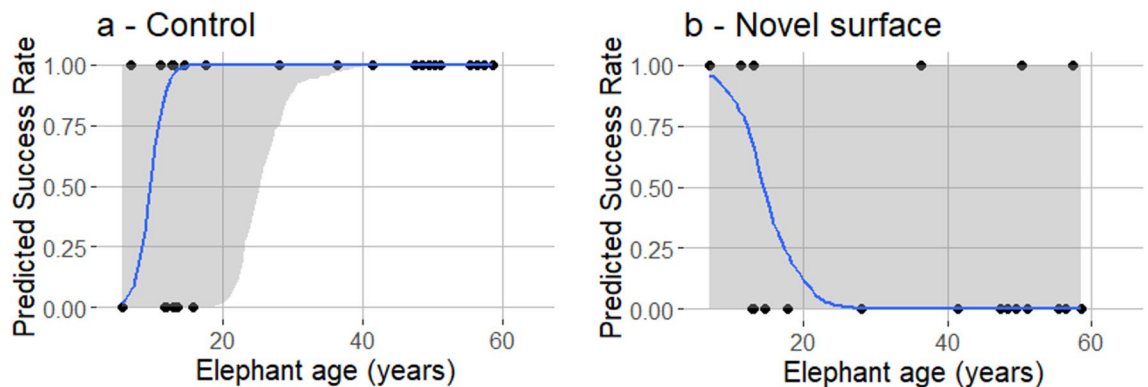 a - Control
Predicted Success Rate
1.00
0.75
0.50
0.25
0.00
20
40
60
Elephant age (years)
b - Novel surface
Predicted Success Rate
1.00
0.75
0.50
0.25
0.00
20
40
60
Elephant age (years)